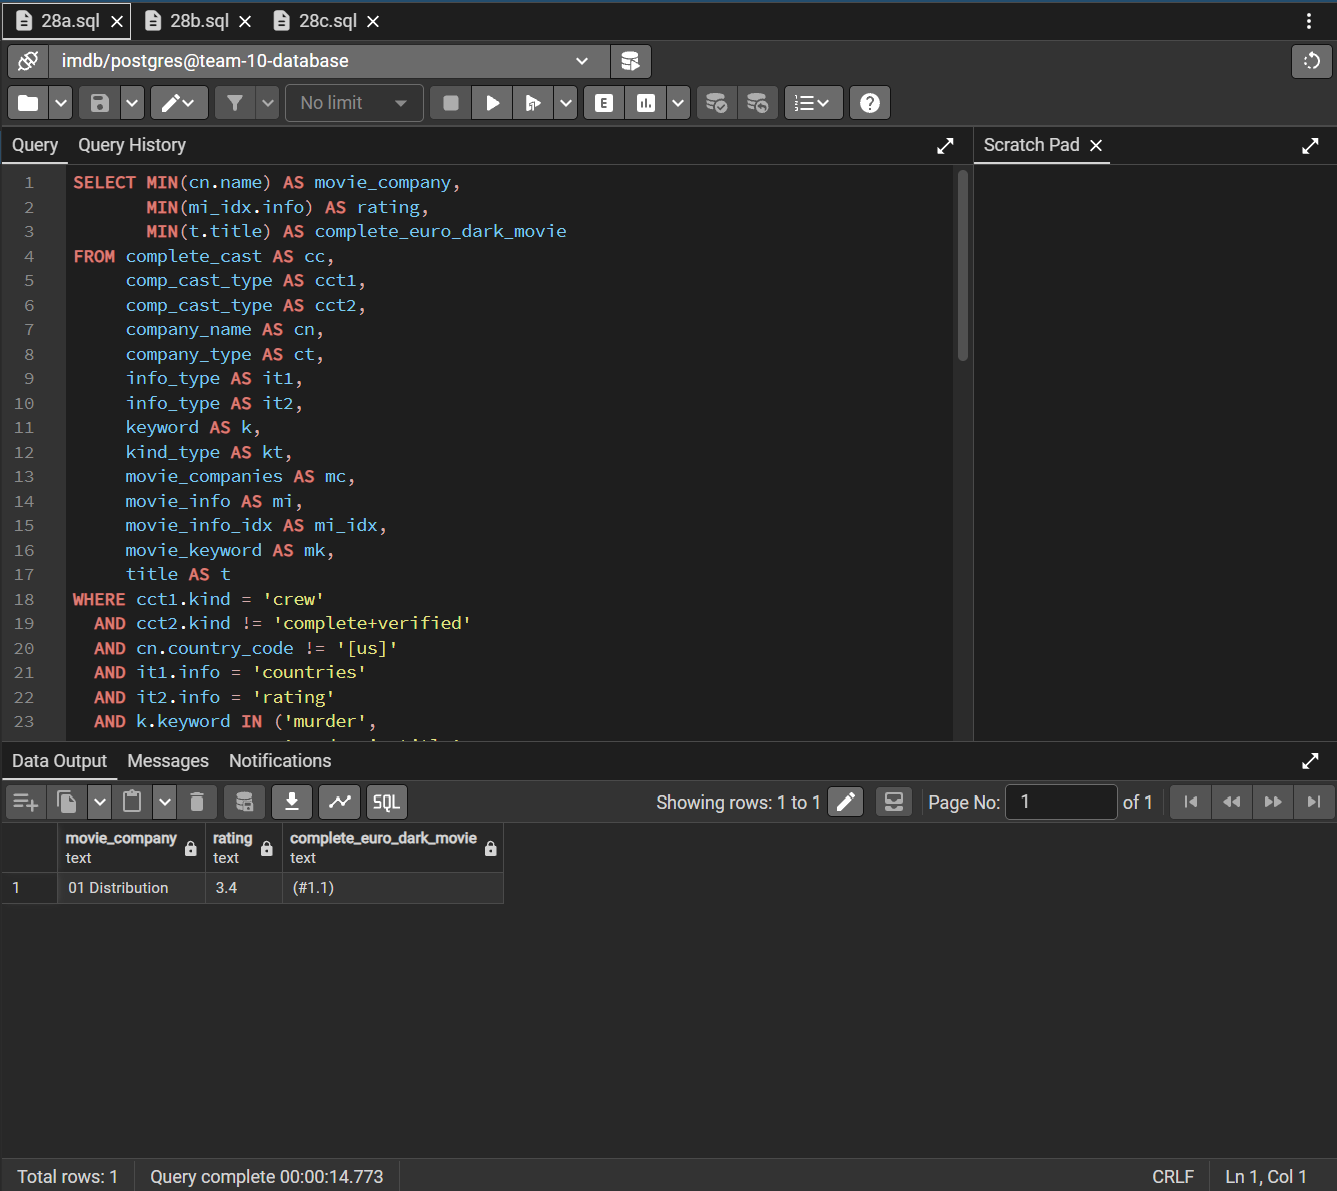 28a.sql 28b.sql 28c.sql
imdb/postgres@team-10-database
No limit E
Query Query History Scratch Pad
1 SELECT MIN(cn.name) AS movie_company,
2 MIN(mi_idx.info) AS rating,
3 MIN(t.title) AS complete_euro_dark_movie
4 FROM complete_cast AS cc,
5 comp_cast_type AS cct1,
6 comp_cast_type AS cct2,
7 company_name AS cn,
8 company_type AS ct,
9 info_type AS it1,
10 info_type AS it2,
11 keyword AS k,
12 kind_type AS kt,
13 movie_companies AS mc,
14 movie_info AS mi,
15 movie_info_idx AS mi_idx,
16 movie_keyword AS mk,
17 title AS t
18 WHERE cct1.kind = 'crew'
19 AND cct2.kind != 'complete+verified'
20 AND cn.country_code != '[us]'
21 AND it1.info = 'countries'
22 AND it2.info = 'rating'
23 AND k.keyword IN ('murder',
Data Output Messages Notifications
SQL Showing rows: 1 to 1 Page No: 1 of 1
movie_company rating complete_euro_dark_movie
text text text
1 01 Distribution 3.4 (#1.1)
Total rows: 1 Query complete 00:00:14.773 CRLF Ln 1, Col 1